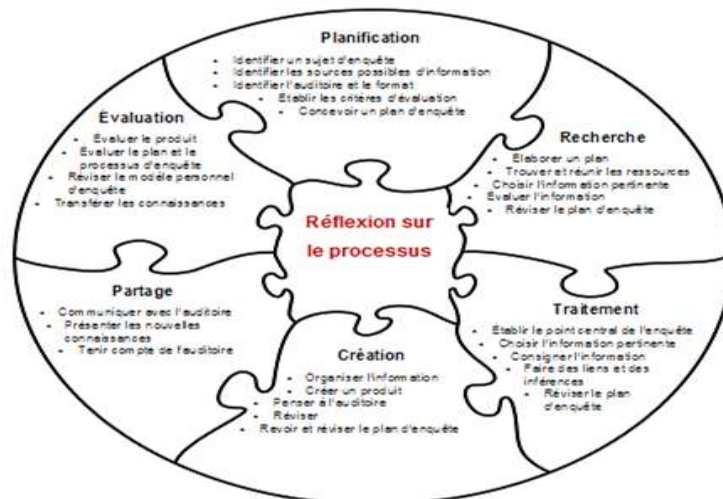 Planification
• Identifier un sujet d'enquête
• Identifier les sources possibles d'information
• Identifier l'auditoire et le format
• Etablir les critères d'évaluation
• Concevoir un plan d'enquête
Recherche
• Elaborer un plan
• Trouver et réunir les ressources
• Choisir l'information pertinente
• Evaluer l'information
• Réviser le plan d'enquête
Traitement
• Etablir le point central de l'enquête
• Choisir l'information pertinente
• Consigner l'information
• Faire des liens et des
inférences
• Réviser le plan
d'enquête
Création
• Organiser l'information
• Créer un produit
• Penser à l'auditoire
• Réviser
• Revoir et réviser le plan d'enquête
Partage
• Communiquer avec l'auditoire
• Présenter les nouvelles
connaissances
• Tenir compte de l'auditoire
Évaluation
• Évaluer le produit
• Evaluer le plan et le
processus d'enquête
• Réviser le modèle personnel
d'enquête
• Transférer les connaissances
Réflexion sur
le processus